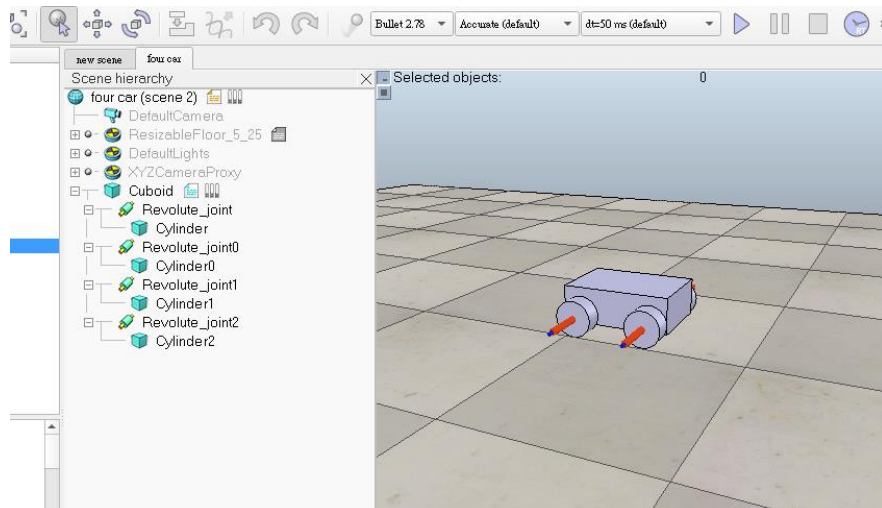 Bullet 2.78 Accurate (default) dt=50 ms (default)
new scene four car
Scene hierarchy
Selected objects: 0
four car (scene 2)
DefaultCamera
ResizableFloor_5_25
DefaultLights
XYZCameraProxy
Cuboid
Revolute_joint
Cylinder
Revolute_joint0
Cylinder0
Revolute_joint1
Cylinder1
Revolute_joint2
Cylinder2